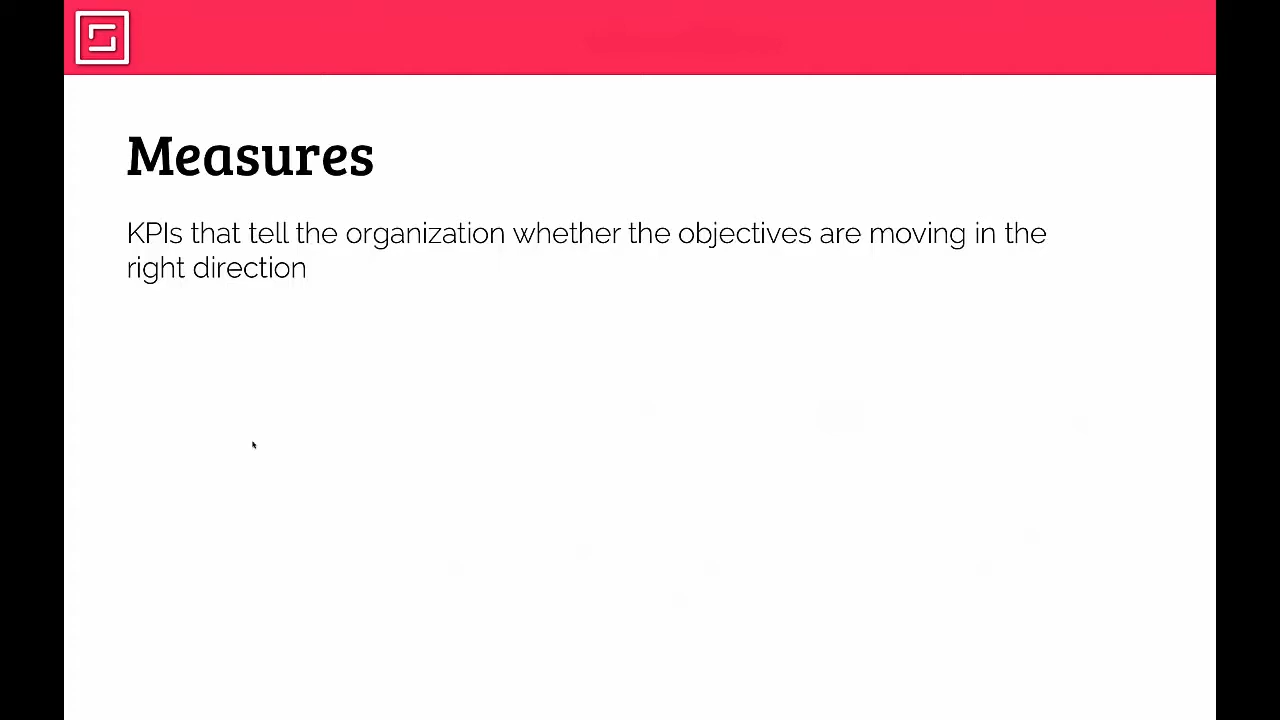 Measures
KPIs that tell the organization whether the objectives are moving in the
right direction